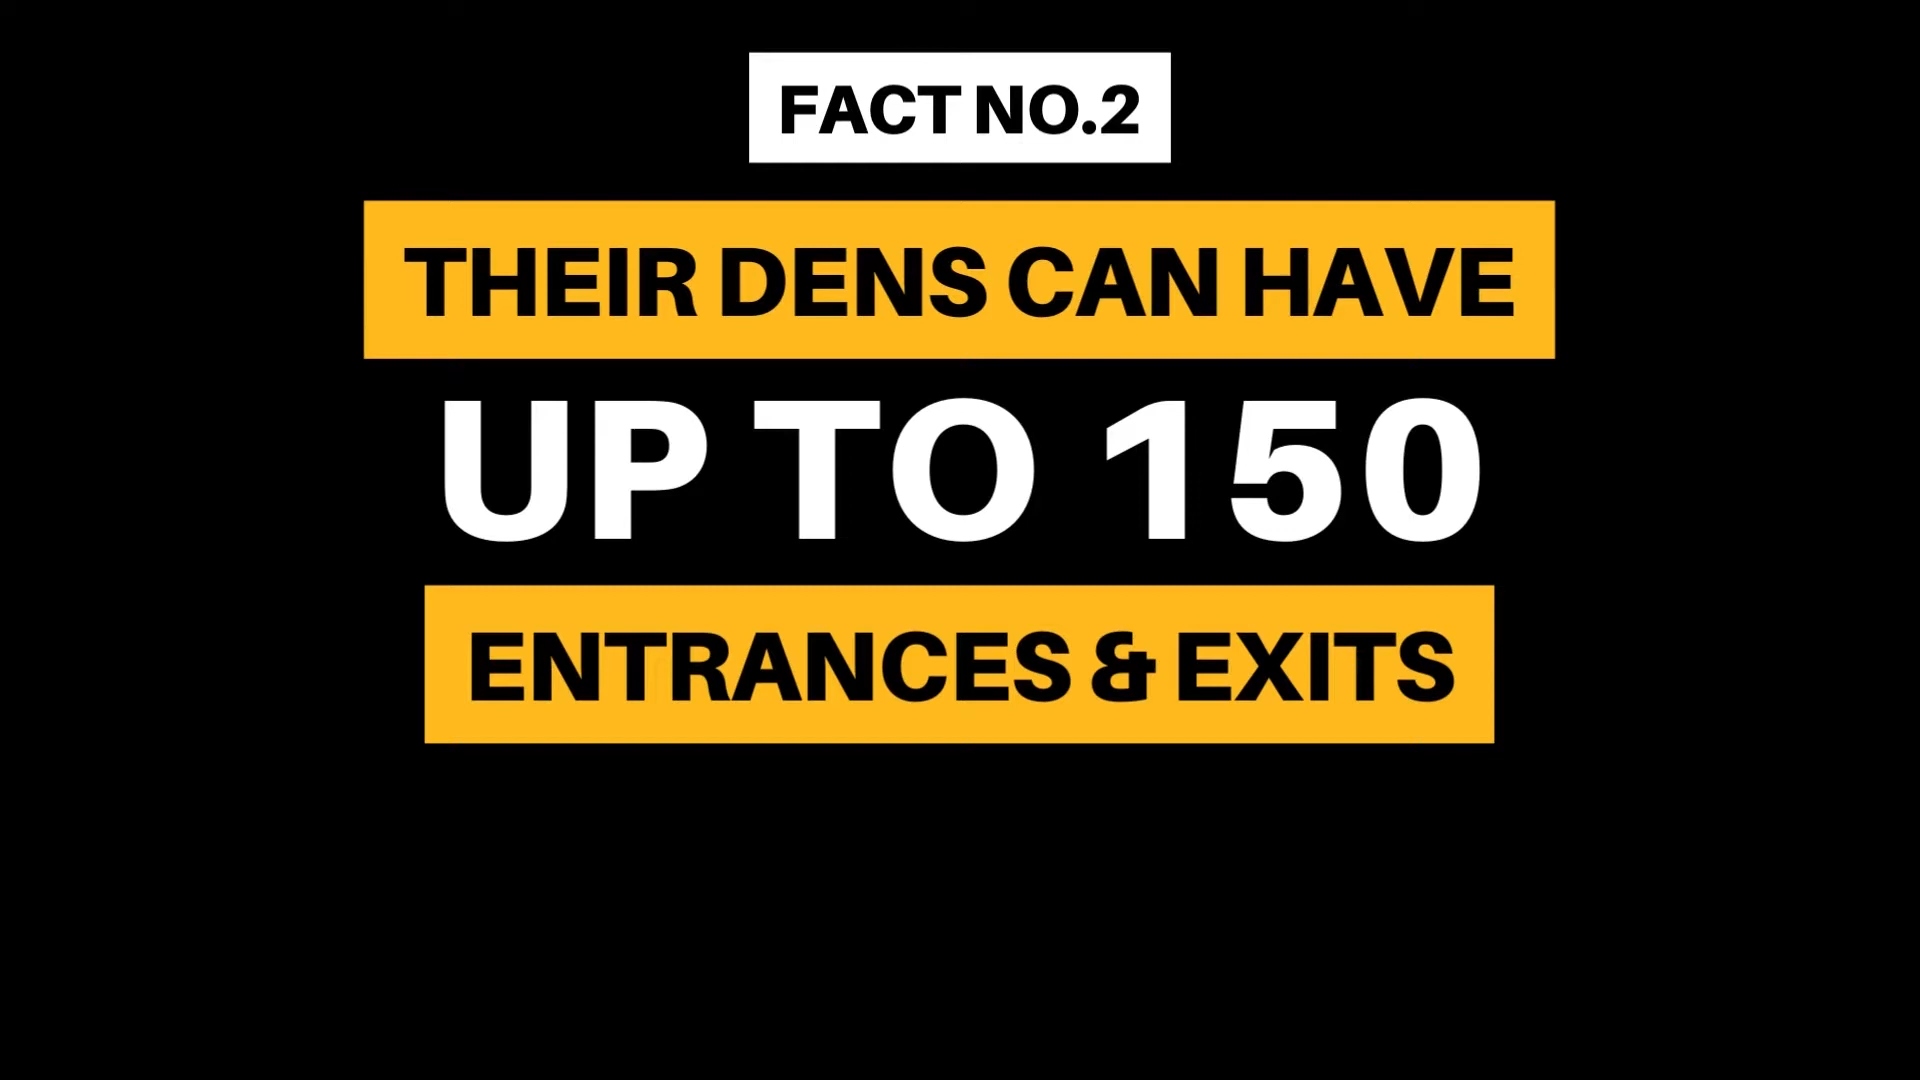 FACT NO.2
THEIR DENS CAN HAVE
UP TO 150
ENTRANCES & EXITS